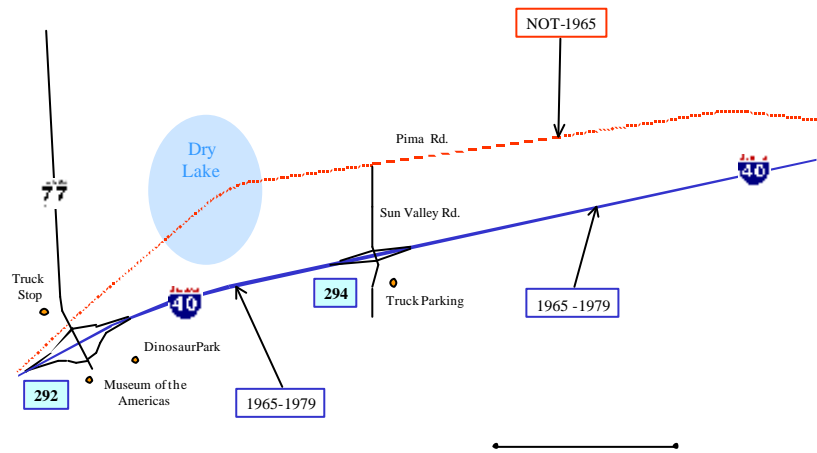 NOT-1965
Pima Rd.
Dry
Lake
40
77
Sun Valley Rd.
Truck
Stop
294
Truck Parking
1965 -1979
40
DinosaurPark
292
Museum of the
Americas
1965-1979